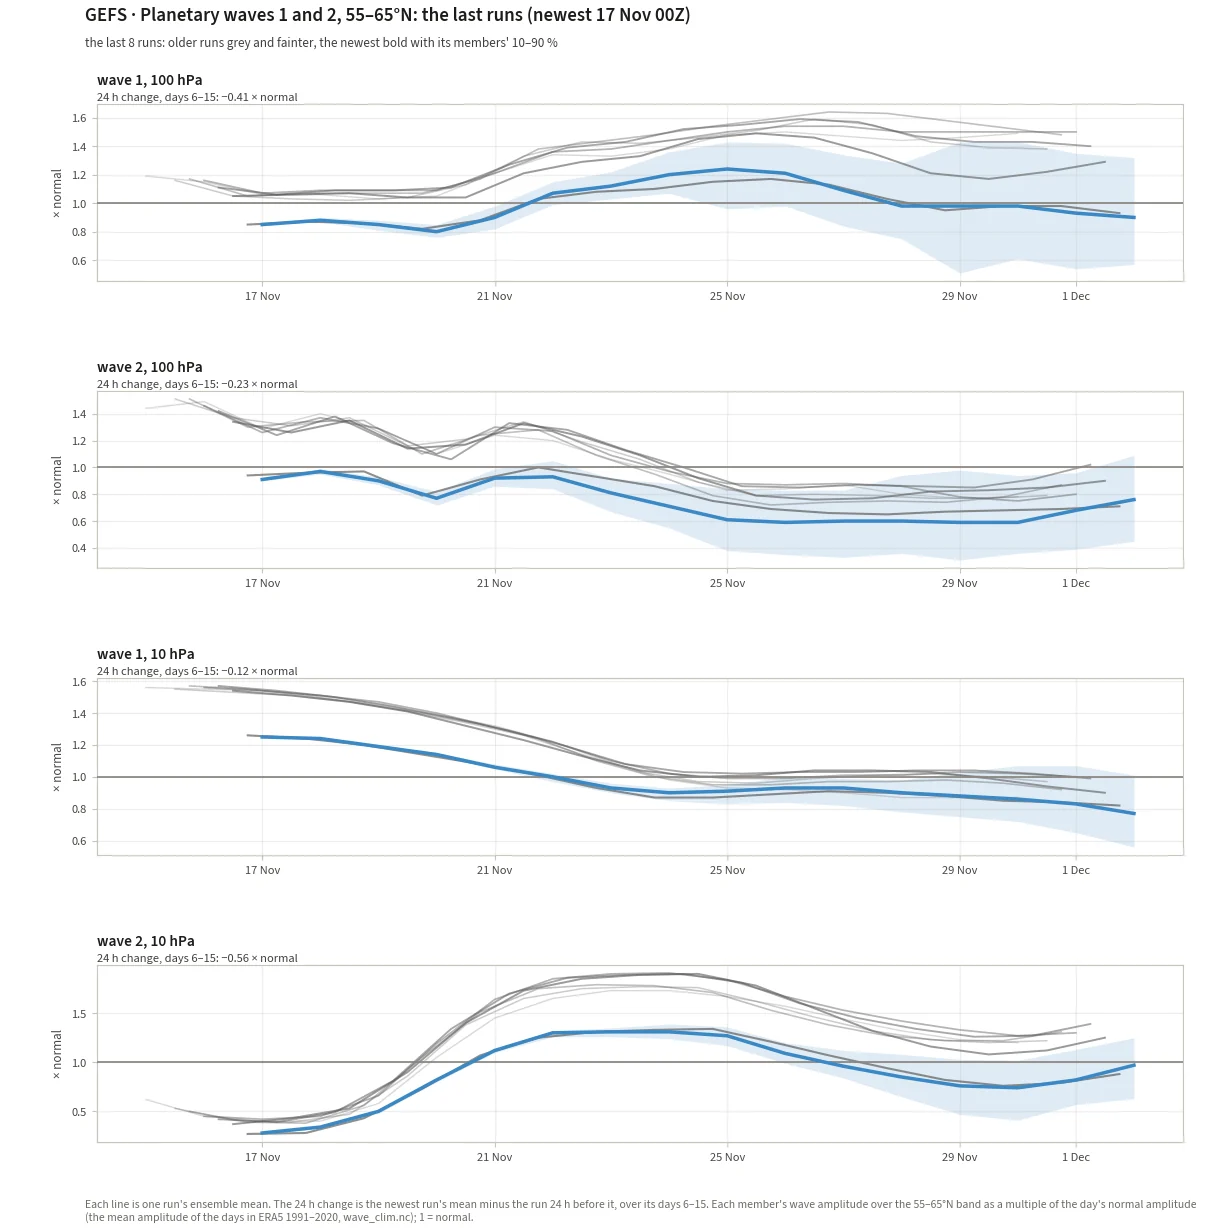 GEFS · Planetary waves 1 and 2, 55–65°N: the last runs (newest 17 Nov 00Z)
the last 8 runs: older runs grey and fainter, the newest bold with its members' 10–90 %
wave 1, 100 hPa
24 h change, days 6–15: −0.41 × normal
× normal
1.6
1.4
1.2
1.0
0.8
0.6
17 Nov
21 Nov
25 Nov
29 Nov
1 Dec
wave 2, 100 hPa
24 h change, days 6–15: −0.23 × normal
× normal
1.4
1.2
1.0
0.8
0.6
0.4
17 Nov
21 Nov
25 Nov
29 Nov
1 Dec
wave 1, 10 hPa
24 h change, days 6–15: −0.12 × normal
× normal
1.6
1.4
1.2
1.0
0.8
0.6
17 Nov
21 Nov
25 Nov
29 Nov
1 Dec
wave 2, 10 hPa
24 h change, days 6–15: −0.56 × normal
× normal
1.5
1.0
0.5
17 Nov
21 Nov
25 Nov
29 Nov
1 Dec
Each line is one run's ensemble mean. The 24 h change is the newest run's mean minus the run 24 h before it, over its days 6–15. Each member's wave amplitude over the 55–65°N band as a multiple of the day's normal amplitude
(the mean amplitude of the days in ERA5 1991–2020, wave_clim.nc); 1 = normal.